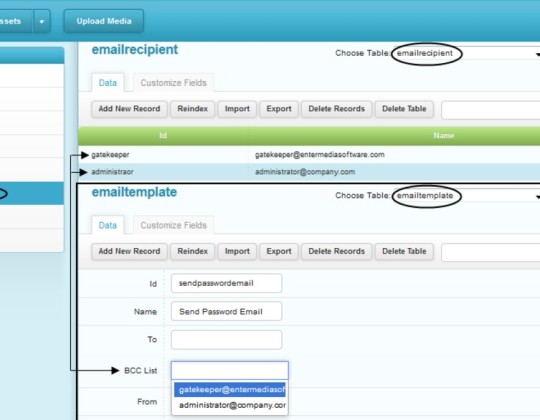 ssets Upload Media
emailrecipient
Choose Table: emailrecipient
Data Customize Fields
Add New Record Reindex Import Export Delete Records Delete Table
Id Name
gatekeeper gatekeeper@entermediasoftware.com
administraor administrator@company.com
emailtemplate
Choose Table: emailtemplate
Data Customize Fields
Add New Record Reindex Import Export Delete Records Delete Table
Id sendpasswordemail
Name Send Password Email
To
BCC List
gatekeeper@entermediasof
From administrator@company.cor